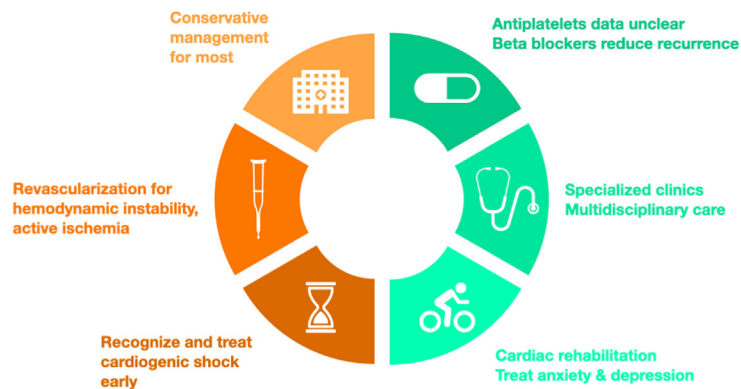 Conservative
management
for most
Antiplatelets data unclear
Beta blockers reduce recurrence
Revascularization for
hemodynamic instability,
active ischemia
Specialized clinics
Multidisciplinary care
Recognize and treat
cardiogenic shock
early
Cardiac rehabilitation
Treat anxiety & depression